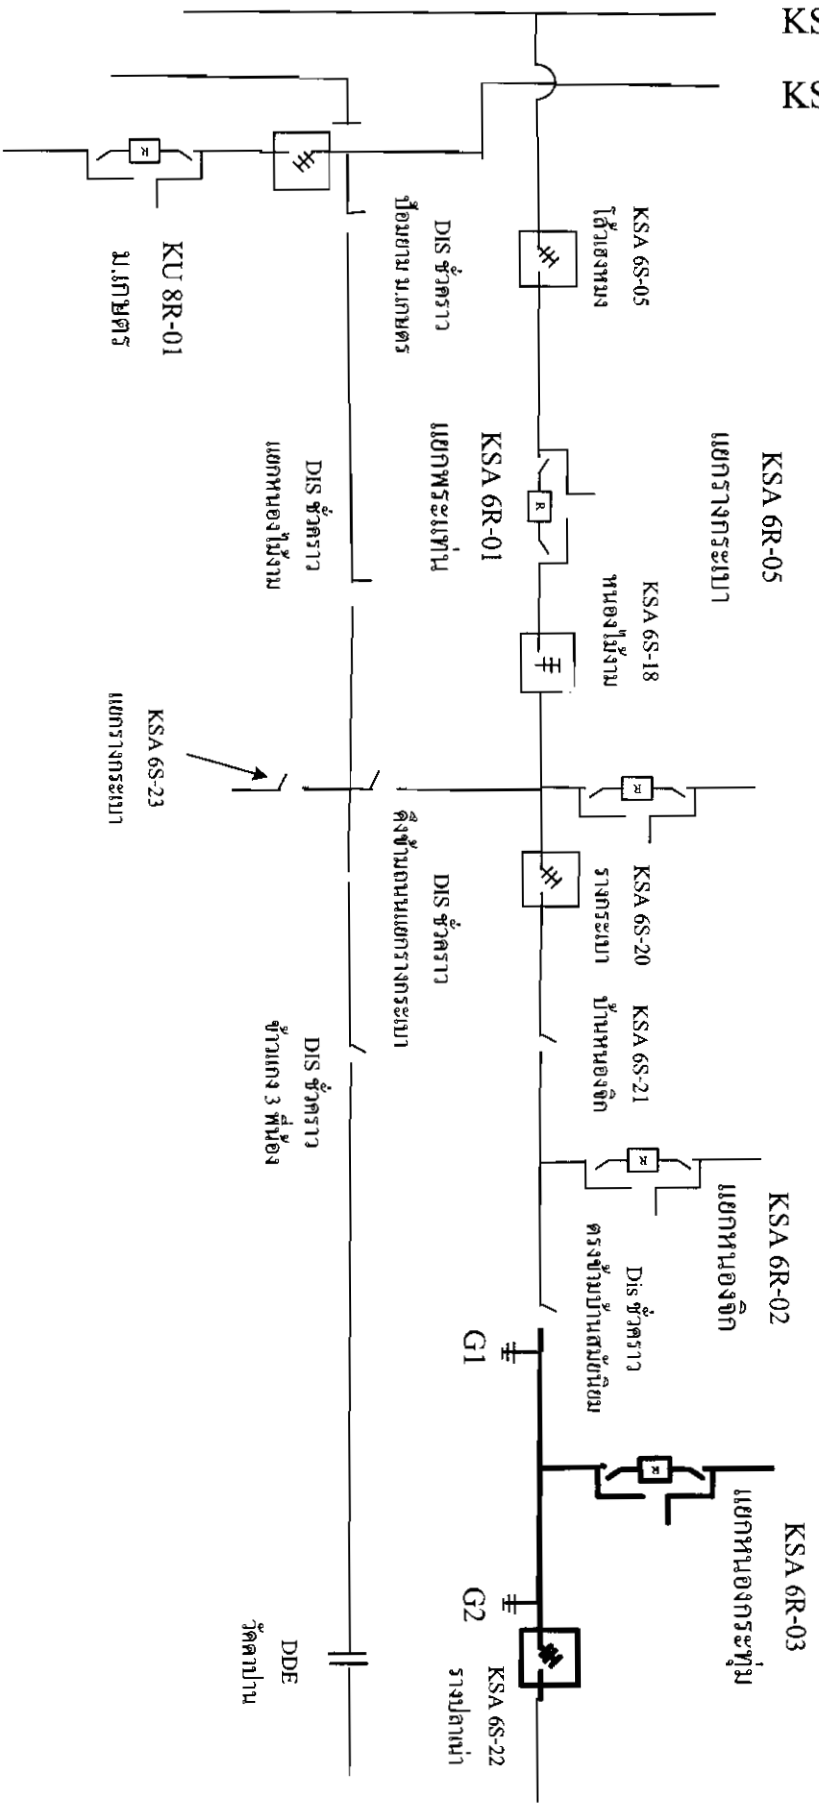 KS
KS
KSA 6S-05
โล้วเฮงหมง
DIS ชั่วคราว
ป้อมยาม ม.เกษตร
KU 8R-01
ม.เกษตร
R
KSA 6R-05
แยกรางกระเบา
KSA 6R-01
แยกพระแท่น
R
DIS ชั่วคราว
แยกหนองไม้งาม
KSA 6S-18
หนองไม้งาม
R
KSA 6S-23
แยกรางกระเบา
DIS ชั่วคราว
ดึงข้ามถนนแยกรางกระเบา
KSA 6S-20
รางกระเบา
KSA 6S-21
บ้านหนองจิก
DIS ชั่วคราว
ข้าวแกง 3 พี่น้อง
KSA 6R-02
แยกหนองจิก
R
Dis ชั่วคราว
ตรงข้ามบ้านสมัยนิยม
G1
KSA 6R-03
แยกหนองกระทุ่ม
R
G2
KSA 6S-22
รางปลาเน่า
DDE
วัดตาปาน